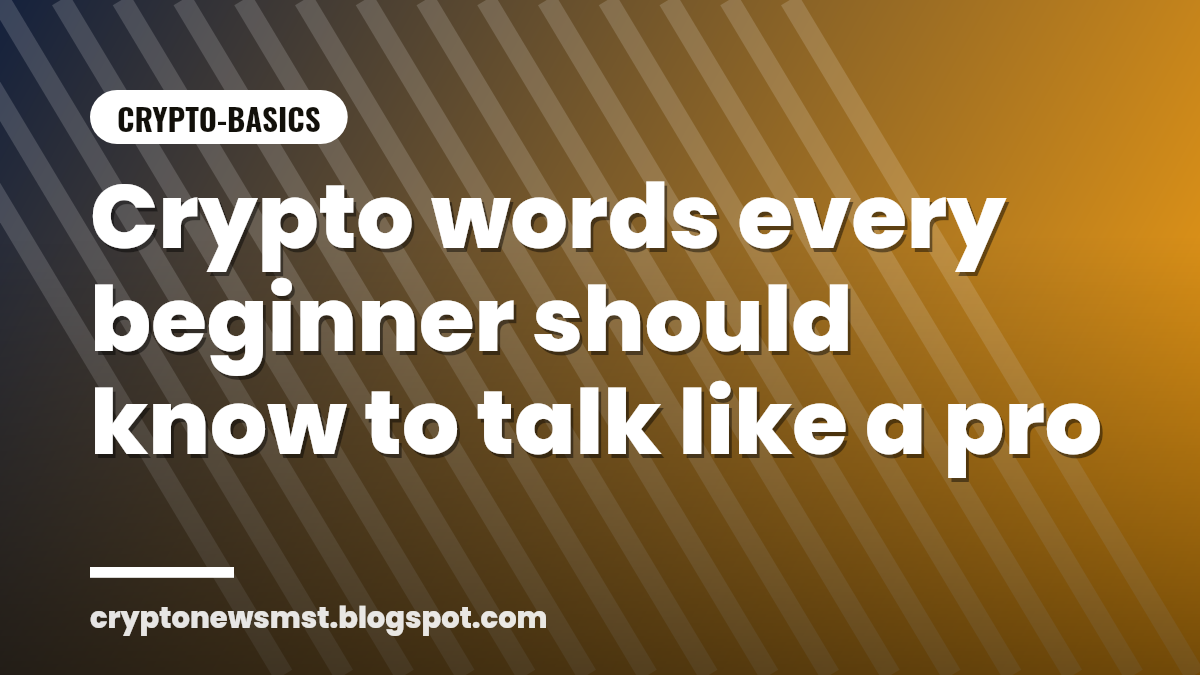 CRYPTO-BASICS
Crypto words every
beginner should
know to talk like a pro
cryptonewsmst.blogspot.com